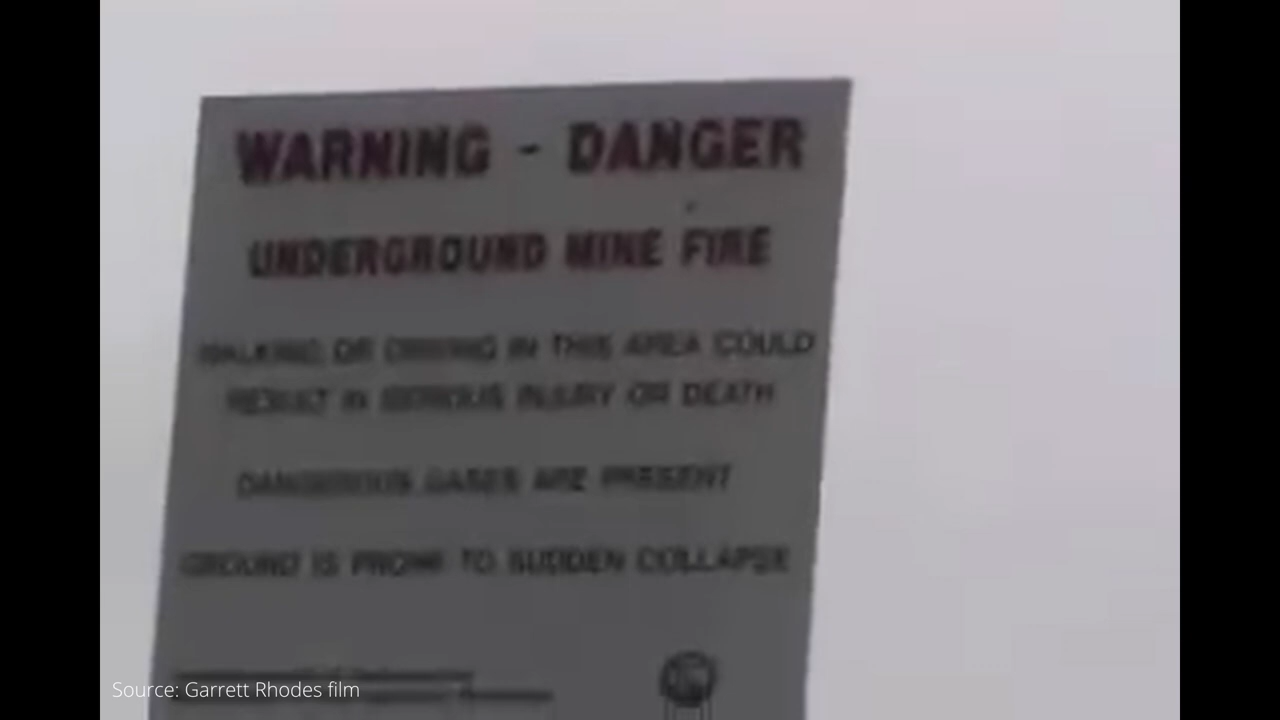 WARNING - DANGER
UNDERGROUND MINE FIRE
WALKING OR DRIVING IN THIS AREA COULD
RESULT IN SERIOUS INJURY OR DEATH
DANGEROUS GASES ARE PRESENT
GROUND IS PRONE TO SUDDEN COLLAPSE
Source: Garrett Rhodes film